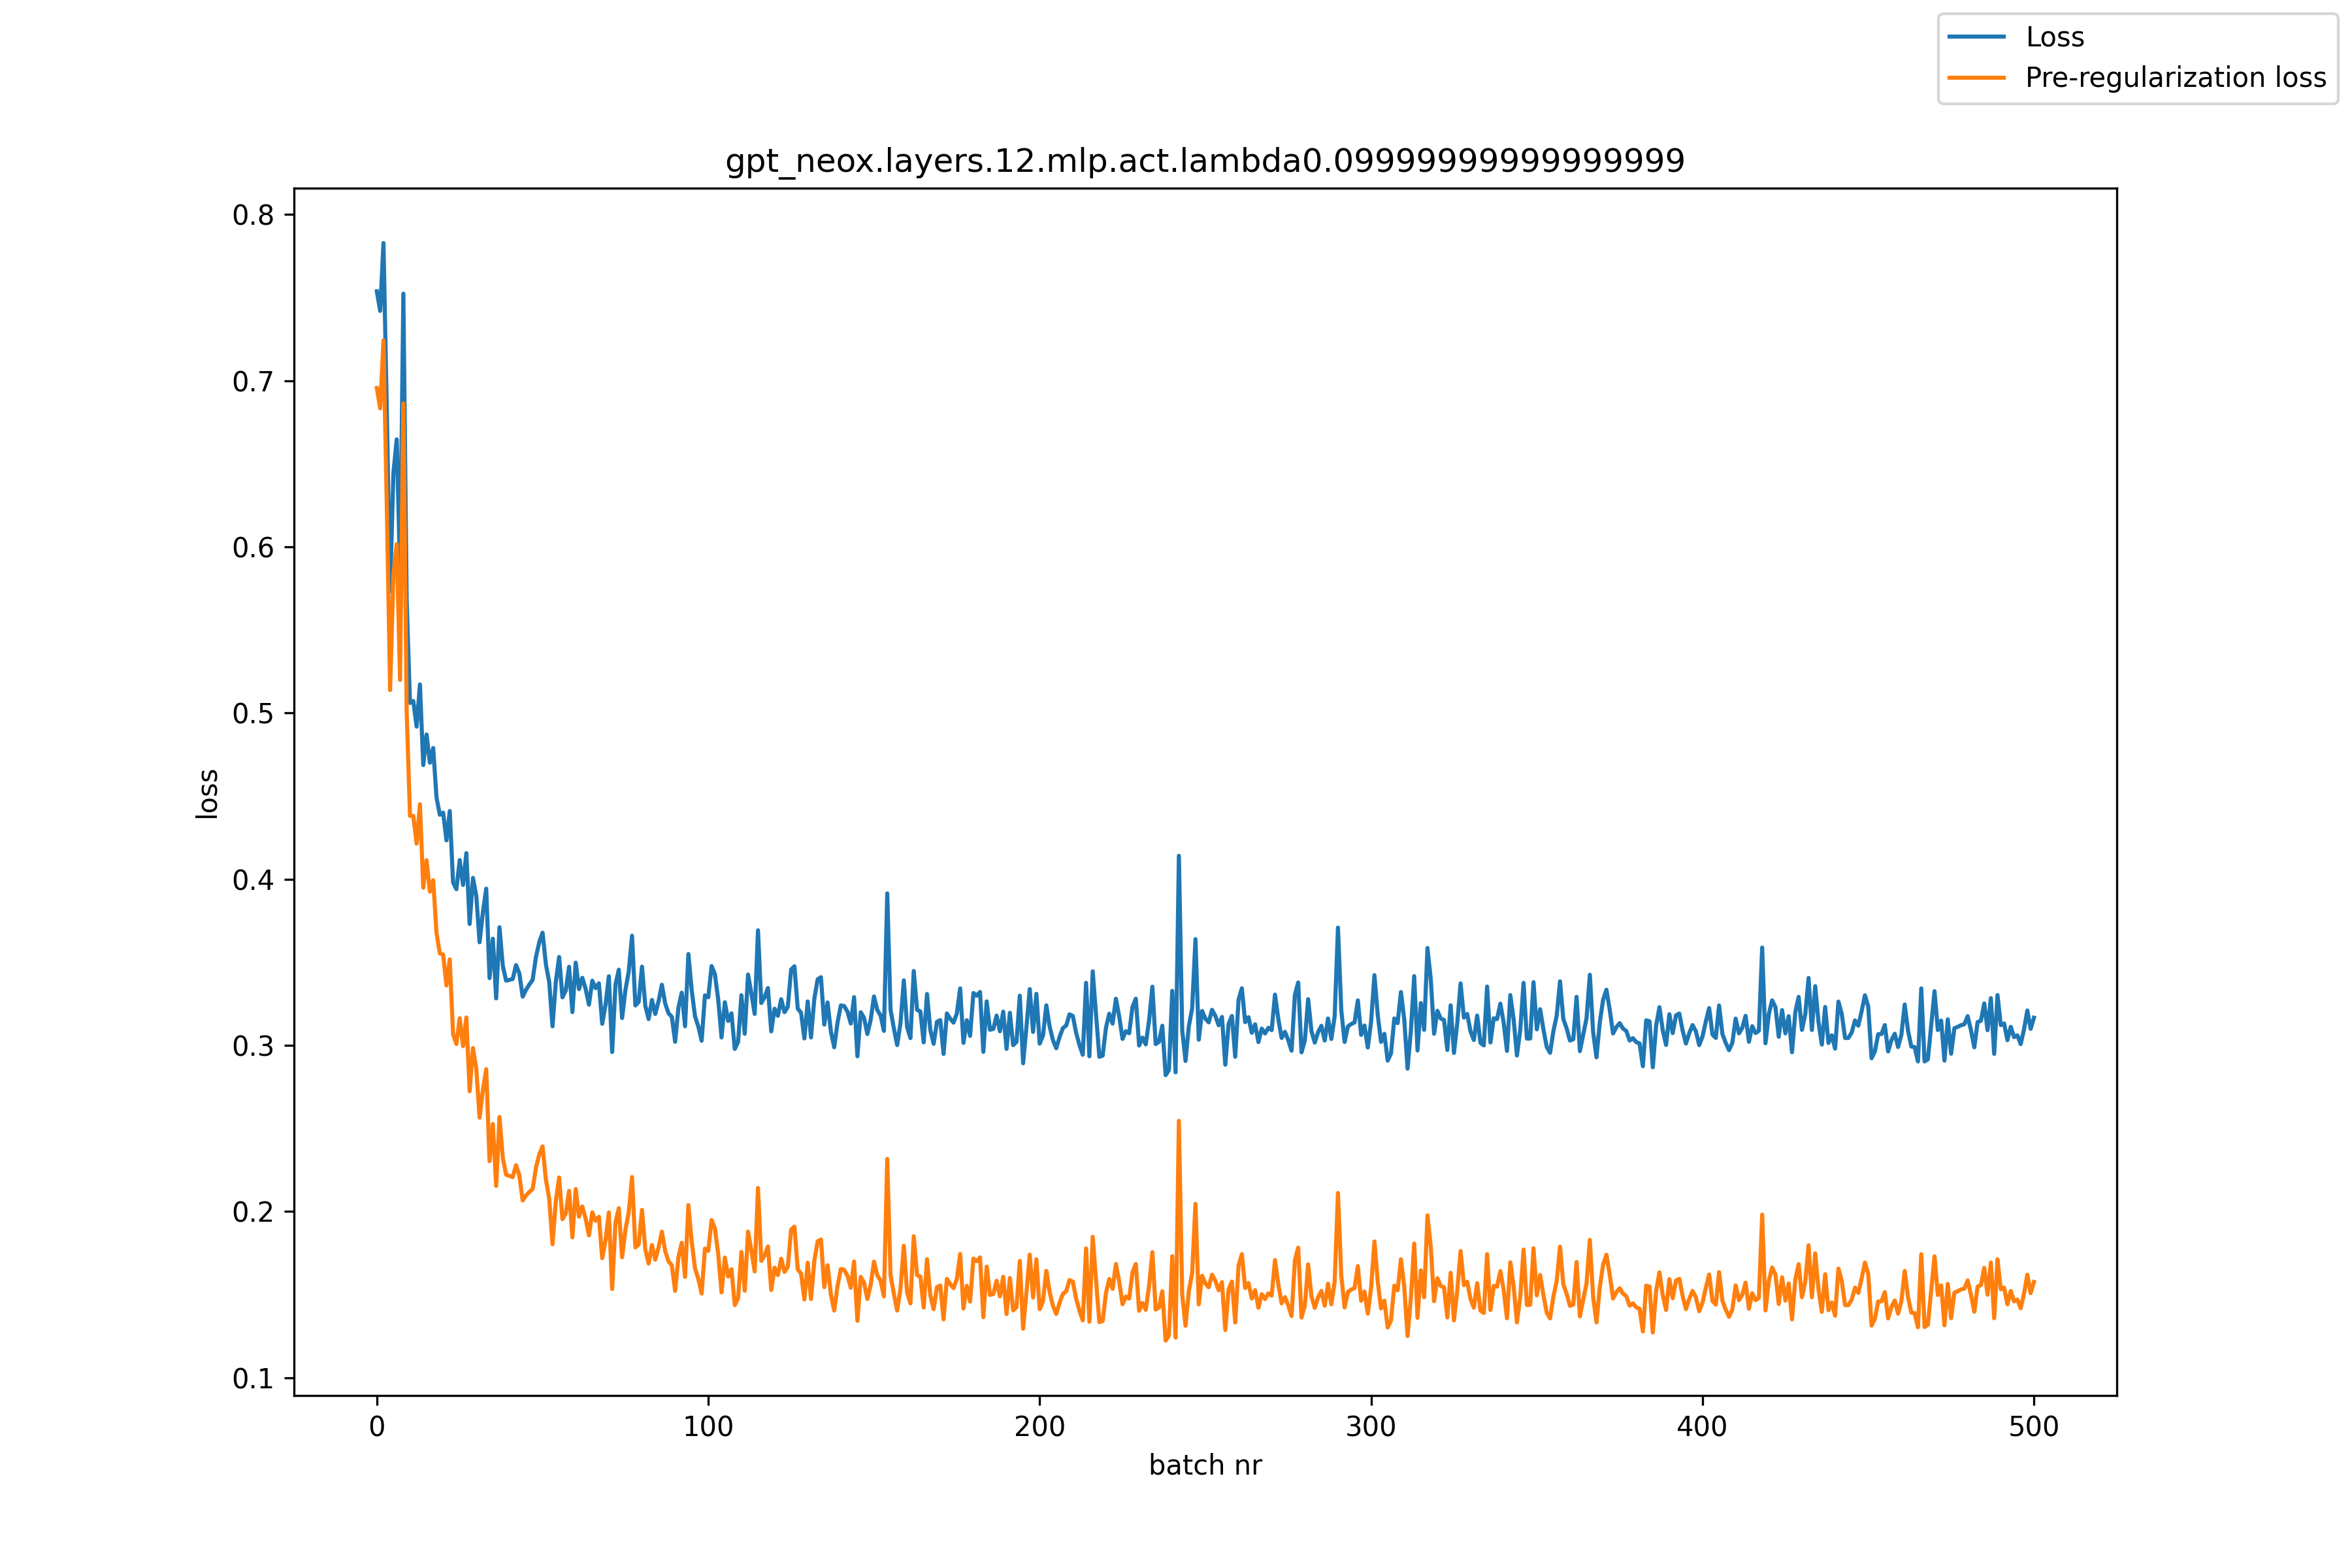 Loss
Pre-regularization loss
gpt_neox.layers.12.mlp.act.lambda0.09999999999999999
0.8
0.7
0.6
0.5
0.4
0.3
0.2
0.1
loss
0 100 200 300 400 500
batch nr